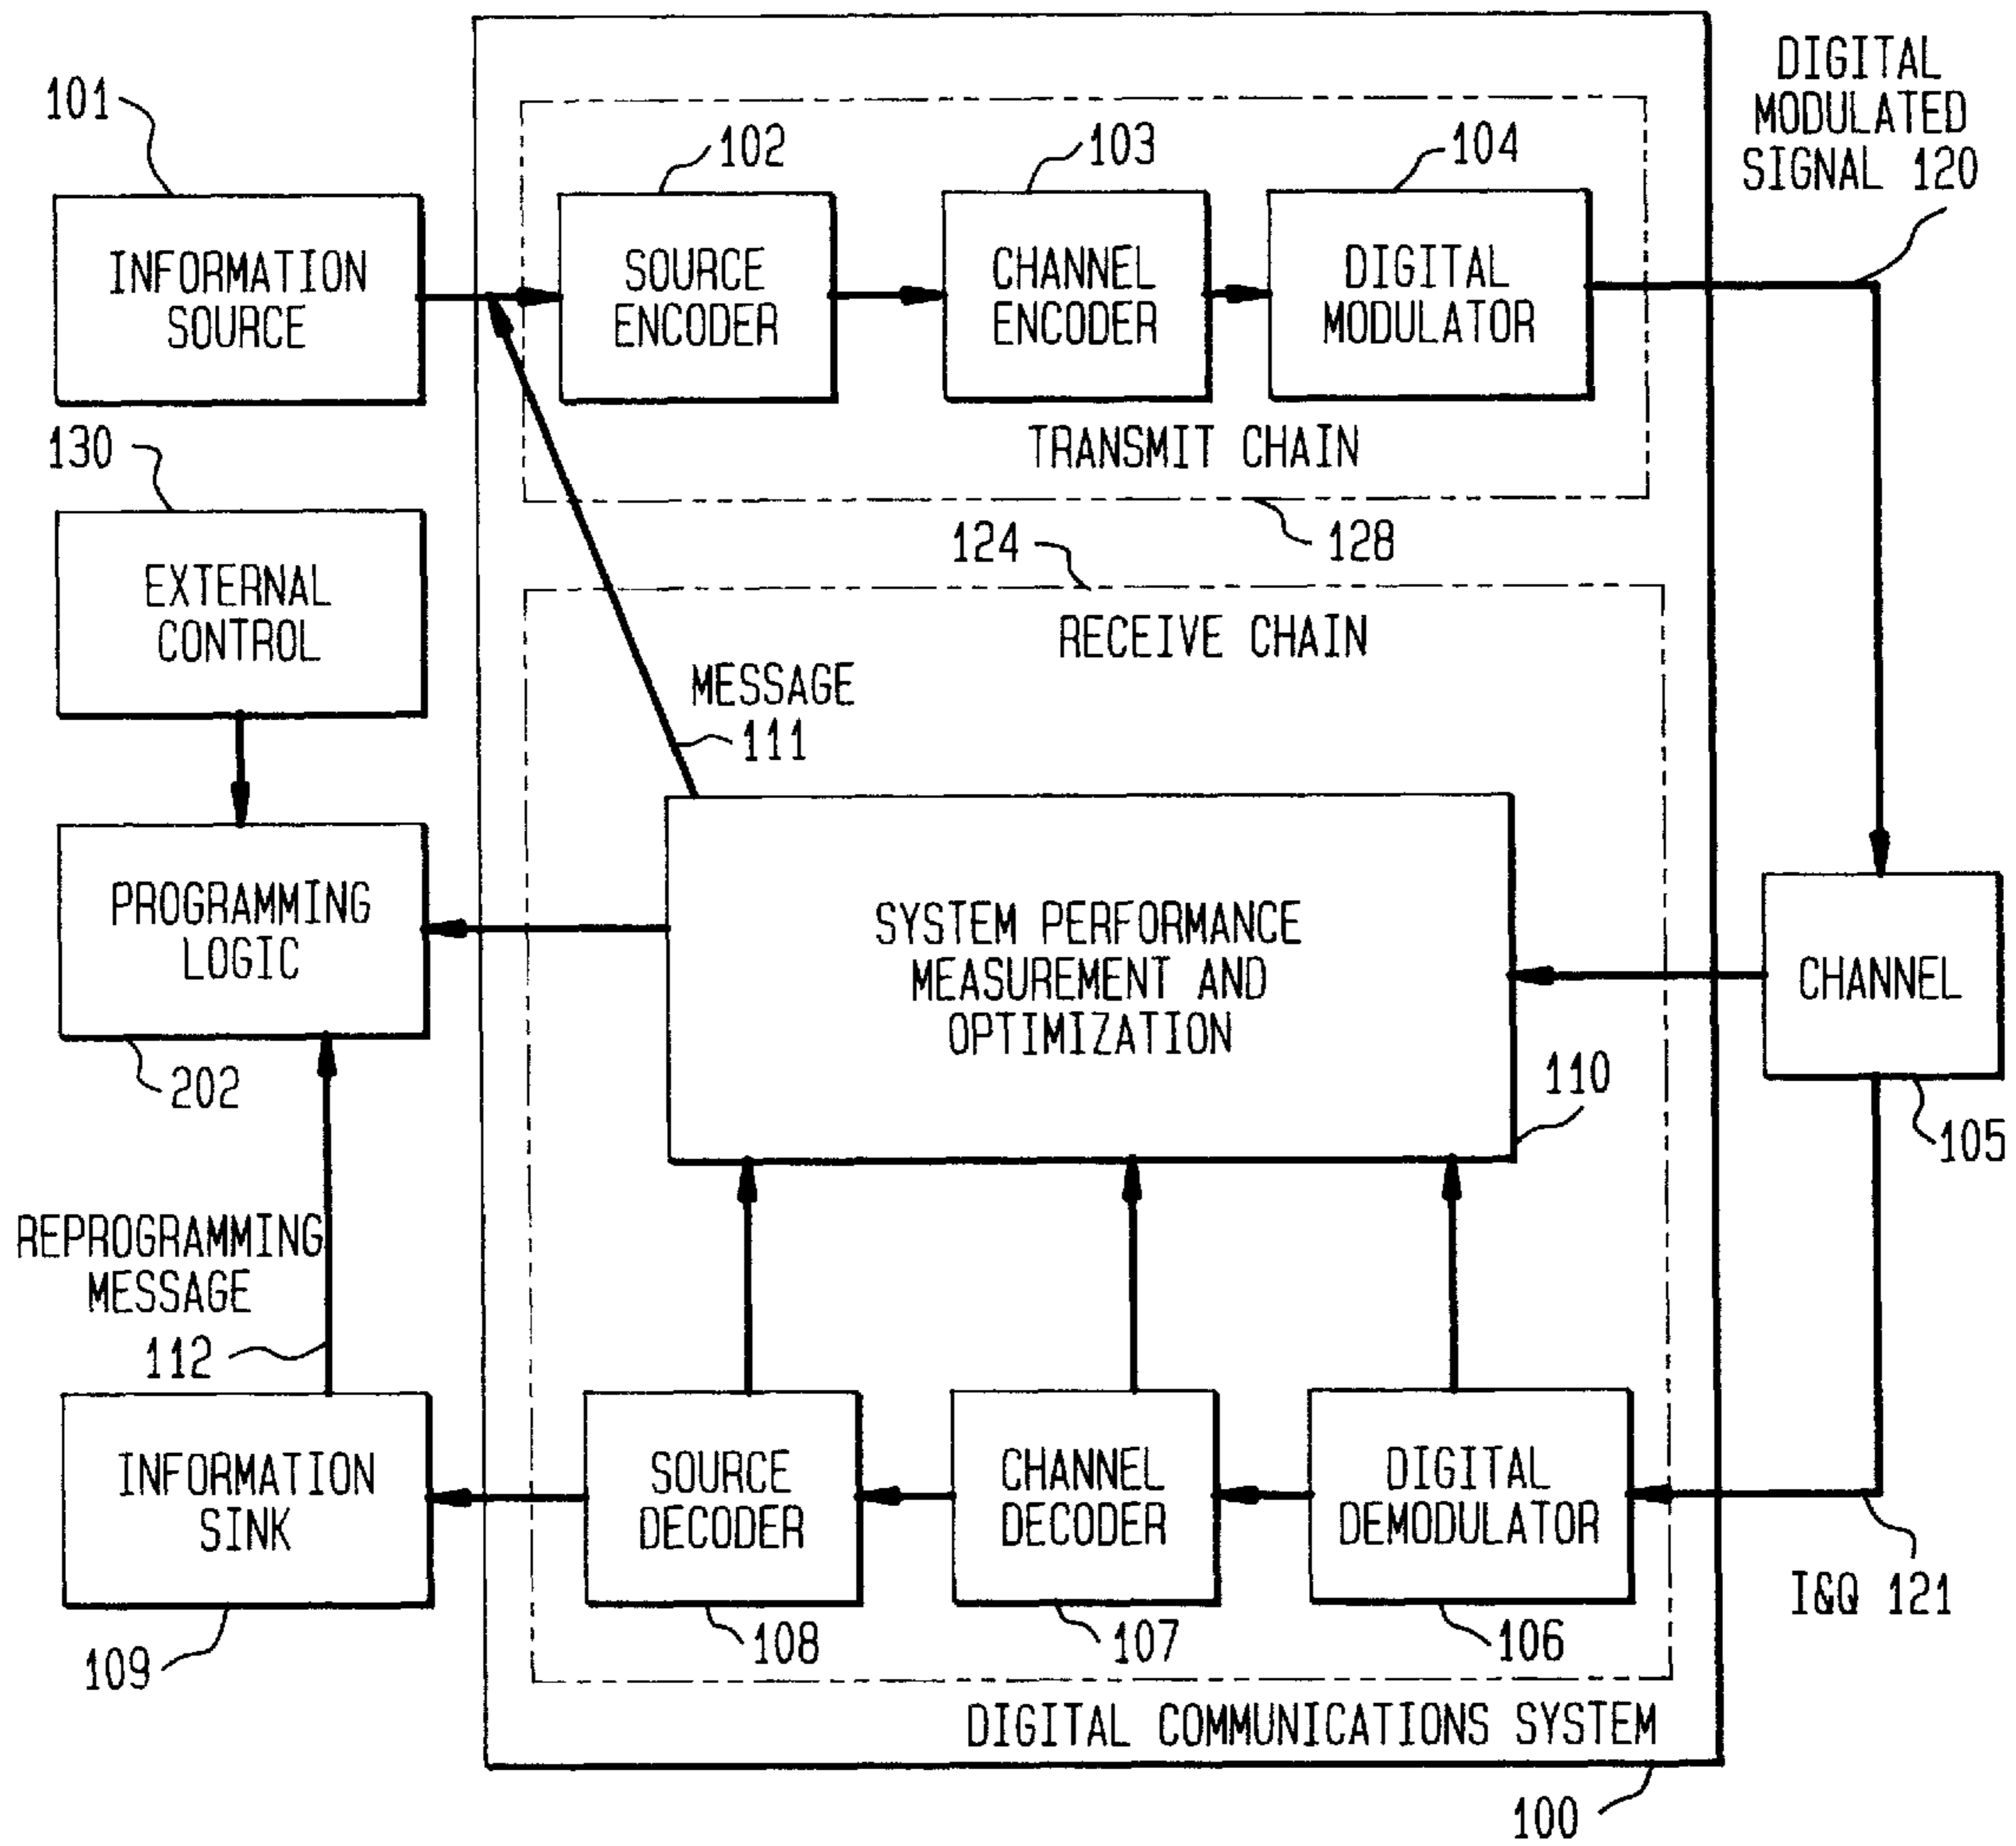 101
INFORMATION
SOURCE
102
SOURCE
ENCODER
103
CHANNEL
ENCODER
104
DIGITAL
MODULATOR
DIGITAL
MODULATED
SIGNAL 120
TRANSMIT CHAIN
128
130
EXTERNAL
CONTROL
124
RECEIVE CHAIN
MESSAGE
111
PROGRAMMING
LOGIC
202
SYSTEM PERFORMANCE
MEASUREMENT AND
OPTIMIZATION
110
CHANNEL
105
REPROGRAMMING
MESSAGE
112
INFORMATION
SINK
109
SOURCE
DECODER
108
CHANNEL
DECODER
107
DIGITAL
DEMODULATOR
106
I&Q 121
DIGITAL COMMUNICATIONS SYSTEM
100